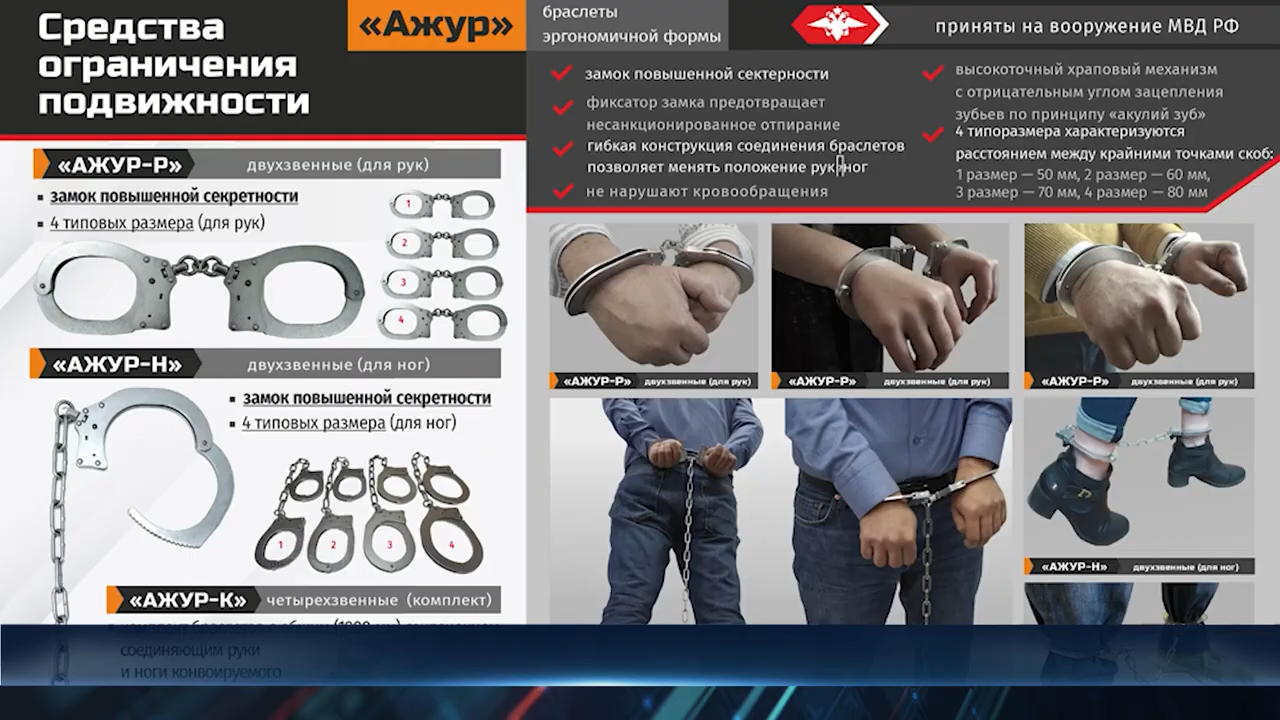 Средства
ограничения
подвижности
«Ажур»
браслеты
эргономичной формы
приняты на вооружение МВД РФ
замок повышенной сектерности
фиксатор замка предотвращает
несанкционированное отпирание
гибкая конструкция соединения браслетов
позволяет менять положение рук ног
не нарушают кровообращения
высокоточный храповый механизм
с отрицательным углом зацепления
зубьев по принципу «акулий зуб»
4 типоразмера характеризуются
расстоянием между крайними точками скоб:
1 размер — 50 мм, 2 размер — 60 мм,
3 размер — 70 мм, 4 размер — 80 мм
«АЖУР-Р» двухзвенные (для рук)
замок повышенной секретности
4 типовых размера (для рук)
1
2
3
4
«АЖУР-Н» двухзвенные (для ног)
замок повышенной секретности
4 типовых размера (для ног)
1 2 3 4
«АЖУР-К» четырехзвенные (комплект)
соединяющим руки
и ноги конвоируемого
«АЖУР-Р» двухзвенные (для рук)
«АЖУР-Р» двухзвенные (для рук)
«АЖУР-Р» двухзвенные (для рук)
«АЖУР-Н» двухзвенные (для ног)